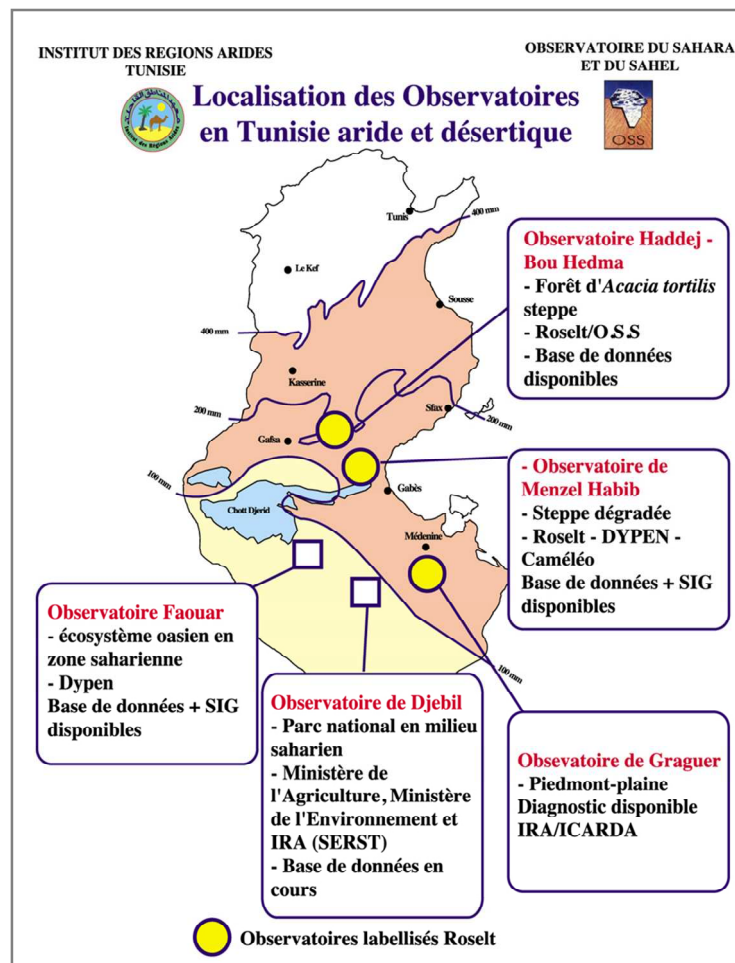 INSTITUT DES REGIONS ARIDES
TUNISIE
OBSERVATOIRE DU SAHARA
ET DU SAHEL
Localisation des Observatoires
en Tunisie aride et désertique
Institut des Régions Arides
OSS
Tunis
400 mm
Le Kef
Sousse
400 mm
Kasserine
200 mm
Sfax
200 mm
Gafsa
100 mm
Gabès
Chott Djerid
Médenine
100 mm
Observatoire Haddej -
Bou Hedma
- Forêt d'Acacia tortilis
steppe
- Roselt/O.S.S
- Base de données
disponibles
- Observatoire de
Menzel Habib
- Steppe dégradée
- Roselt - DYPEN -
Caméléo
Base de données + SIG
disponibles
Observatoire Faouar
- écosystème oasien en
zone saharienne
- Dypen
Base de données + SIG
disponibles
Observatoire de Djebil
- Parc national en milieu
saharien
- Ministère de
l'Agriculture, Ministère
de l'Environnement et
IRA (SERST)
- Base de données en
cours
Obsevatoire de Graguer
- Piedmont-plaine
Diagnostic disponible
IRA/ICARDA
Observatoires labellisés Roselt